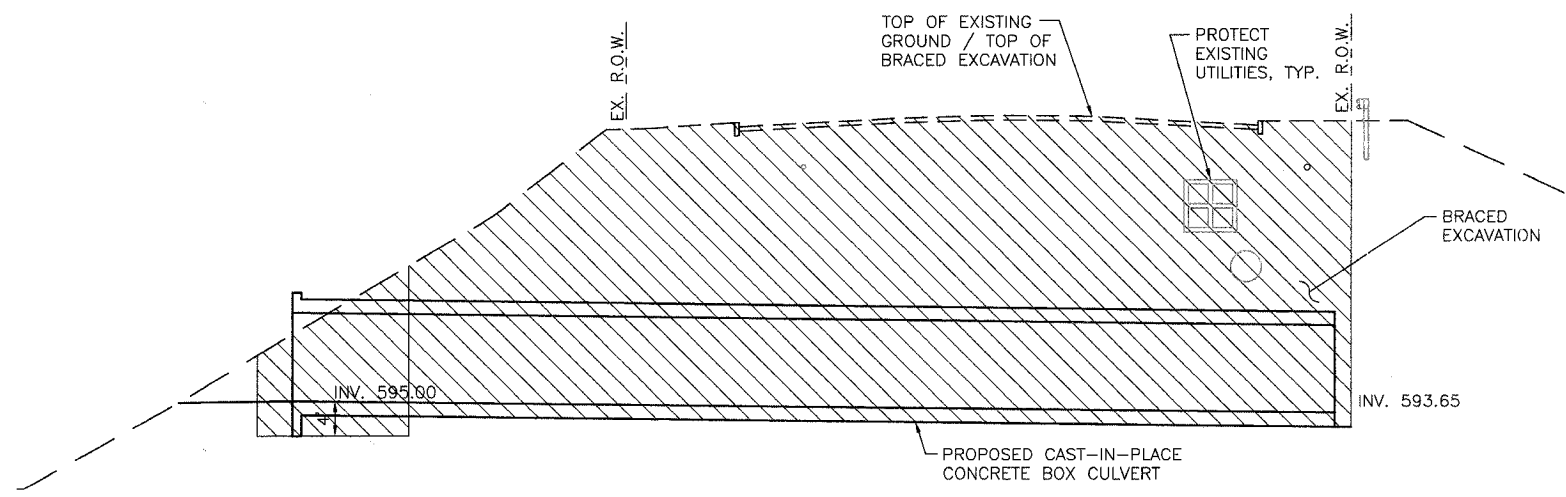 TOP OF EXISTING
GROUND / TOP OF
BRACED EXCAVATION
PROTECT
EXISTING
UTILITIES, TYP.
EX. R.O.W.
EX. R.O.W.
BRACED
EXCAVATION
INV. 595.00
4'
INV. 593.65
PROPOSED CAST-IN-PLACE
CONCRETE BOX CULVERT